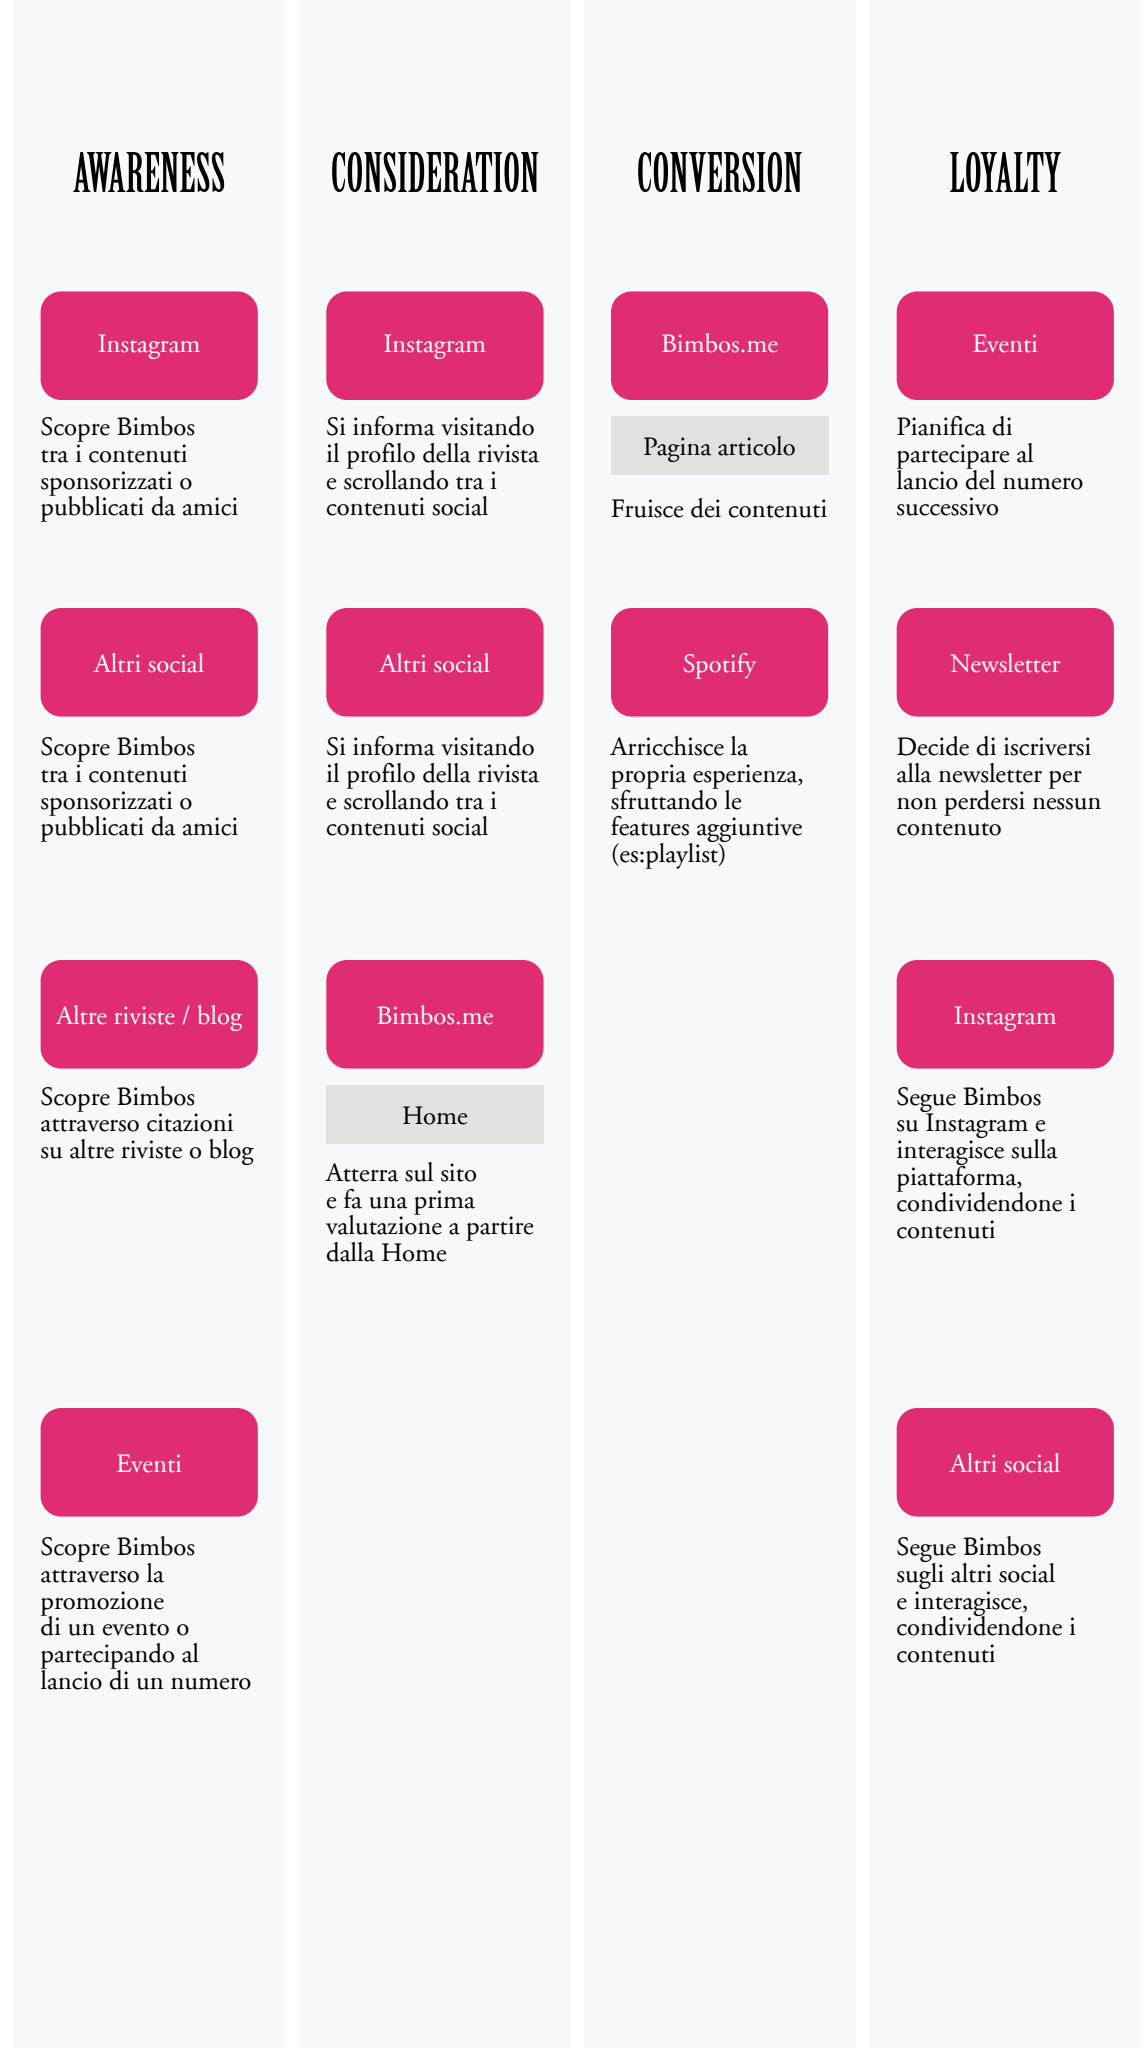 AWARENESS
Instagram
Scopre Bimbos
tra i contenuti
sponsorizzati o
pubblicati da amici
Altri social
Scopre Bimbos
tra i contenuti
sponsorizzati o
pubblicati da amici
Altre riviste / blog
Scopre Bimbos
attraverso citazioni
su altre riviste o blog
Eventi
Scopre Bimbos
attraverso la
promozione
di un evento o
partecipando al
lancio di un numero
CONSIDERATION
Instagram
Si informa visitando
il profilo della rivista
e scrollando tra i
contenuti social
Altri social
Si informa visitando
il profilo della rivista
e scrollando tra i
contenuti social
Bimbos.me
Home
Atterra sul sito
e fa una prima
valutazione a partire
dalla Home
CONVERSION
Bimbos.me
Pagina articolo
Fruisce dei contenuti
Spotify
Arricchisce la
propria esperienza,
sfruttando le
features aggiuntive
(es:playlist)
LOYALTY
Eventi
Pianifica di
partecipare al
lancio del numero
successivo
Newsletter
Decide di iscriversi
alla newsletter per
non perdersi nessun
contenuto
Instagram
Segue Bimbos
su Instagram e
interagisce sulla
piattaforma,
condividendone i
contenuti
Altri social
Segue Bimbos
sugli altri social
e interagisce,
condividendone i
contenuti